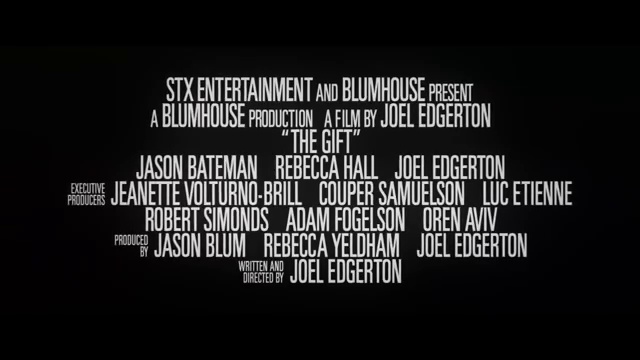 STX ENTERTAINMENT AND BLUMHOUSE PRESENT
A BLUMHOUSE PRODUCTION A FILM BY JOEL EDGERTON
“THE GIFT”
JASON BATEMAN REBECCA HALL JOEL EDGERTON
EXECUTIVE PRODUCERS JEANETTE VOLTURNO-BRILL COUPER SAMUELSON LUC ETIENNE
ROBERT SIMONDS ADAM FOGELSON OREN AVIV
PRODUCED BY JASON BLUM REBECCA YELDHAM JOEL EDGERTON
WRITTEN AND DIRECTED BY JOEL EDGERTON